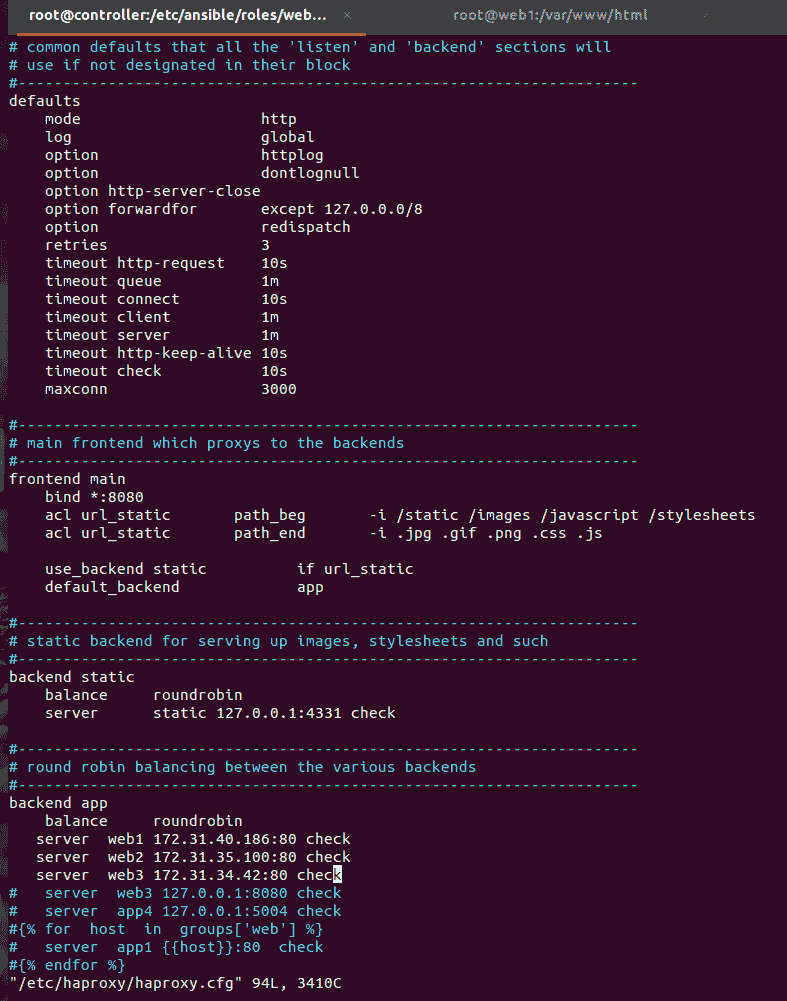 root@controller:/etc/ansible/roles/web... × root@web1:/var/www/html
# common defaults that all the 'listen' and 'backend' sections will
# use if not designated in their block
#---------------------------------------------------------------------
defaults
    mode                    http
    log                     global
    option                  httplog
    option                  dontlognull
    option http-server-close
    option forwardfor       except 127.0.0.0/8
    option                  redispatch
    retries                 3
    timeout http-request    10s
    timeout queue           1m
    timeout connect         10s
    timeout client          1m
    timeout server          1m
    timeout http-keep-alive 10s
    timeout check           10s
    maxconn                 3000
#---------------------------------------------------------------------
# main frontend which proxys to the backends
#---------------------------------------------------------------------
frontend main
    bind *:8080
    acl url_static       path_beg       -i /static /images /javascript /stylesheets
    acl url_static       path_end       -i .jpg .gif .png .css .js
    use_backend static          if url_static
    default_backend             app
#---------------------------------------------------------------------
# static backend for serving up images, stylesheets and such
#---------------------------------------------------------------------
backend static
    balance     roundrobin
    server      static 127.0.0.1:4331 check
#---------------------------------------------------------------------
# round robin balancing between the various backends
#---------------------------------------------------------------------
backend app
    balance     roundrobin
   server  web1 172.31.40.186:80 check
   server  web2 172.31.35.100:80 check
   server  web3 172.31.34.42:80 check
#   server  web3 127.0.0.1:8080 check
#   server  app4 127.0.0.1:5004 check
#{% for  host  in  groups['web'] %}
#   server  app1 {{host}}:80  check
#{% endfor %}
"/etc/haproxy/haproxy.cfg" 94L, 3410C